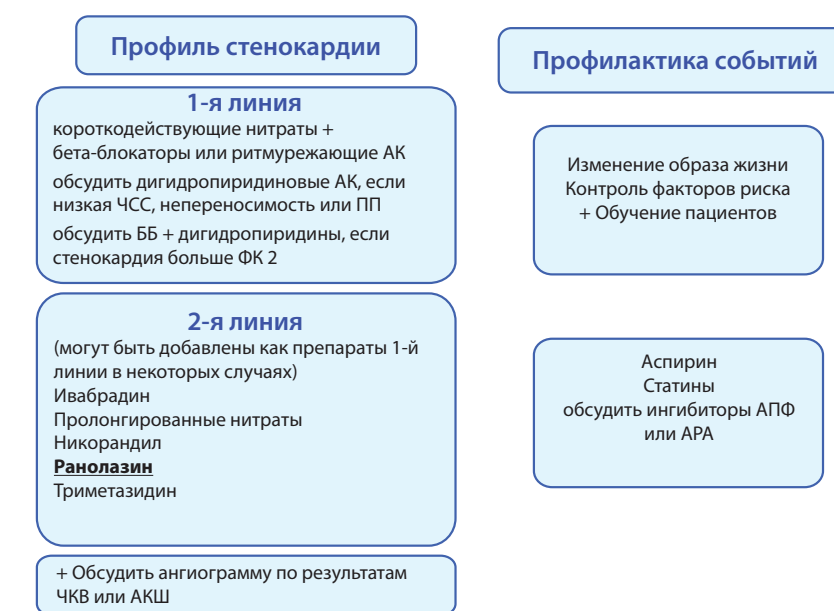 Профиль стенокардии
1-я линия
короткодействующие нитраты +
бета-блокаторы или ритмурежающие АК
обсудить дигидропиридиновые АК, если
низкая ЧСС, непереносимость или ПП
обсудить ББ + дигидропиридины, если
стенокардия больше ФК 2
2-я линия
(могут быть добавлены как препараты 1-й
линии в некоторых случаях)
Ивабрадин
Пролонгированные нитраты
Никорандил
Ранолазин
Триметазидин
+ Обсудить ангиограмму по результатам
ЧКВ или АКШ
Профилактика событий
Изменение образа жизни
Контроль факторов риска
+ Обучение пациентов
Аспирин
Статины
обсудить ингибиторы АПФ
или АРА